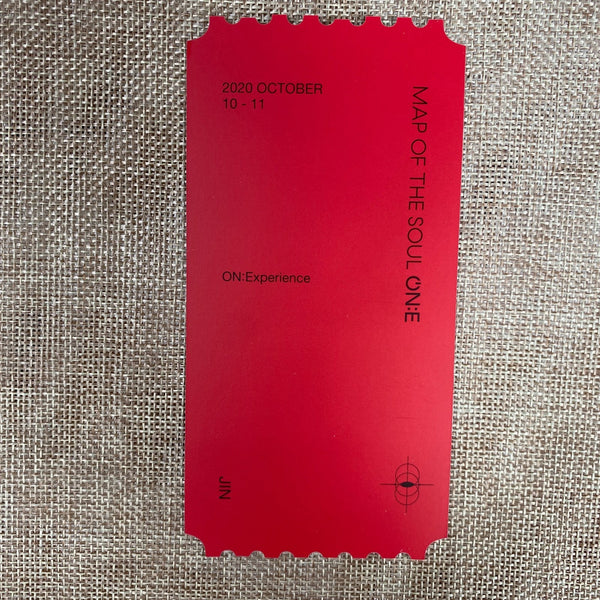 2020 OCTOBER
10 - 11
MAP OF THE SOUL ON:E
ON:Experience
JIN